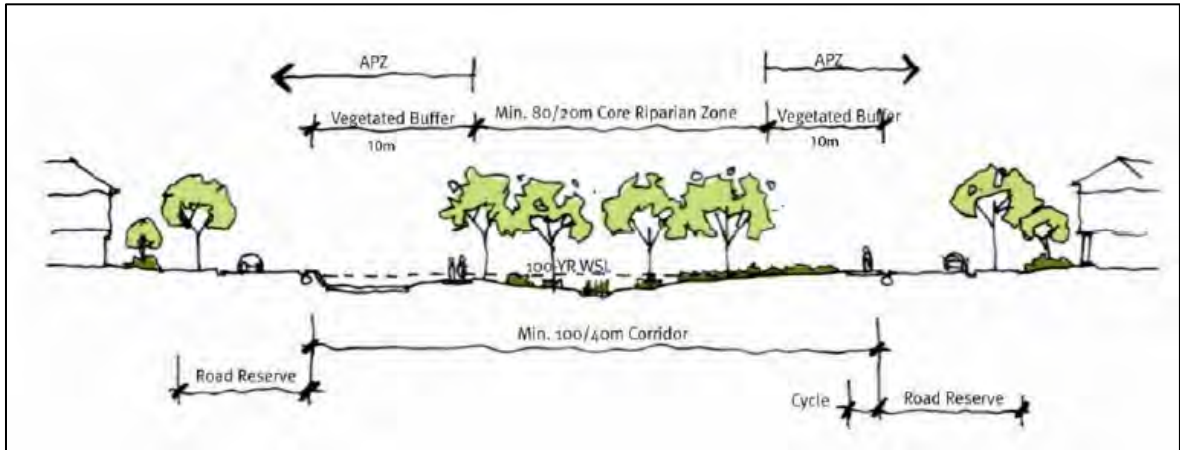 APZ
APZ
Vegetated Buffer
10m
Min. 80/20m Core Riparian Zone
Vegetated Buffer
10m
100-YR WSL
Min. 100/40m Corridor
Road Reserve
Cycle
Road Reserve